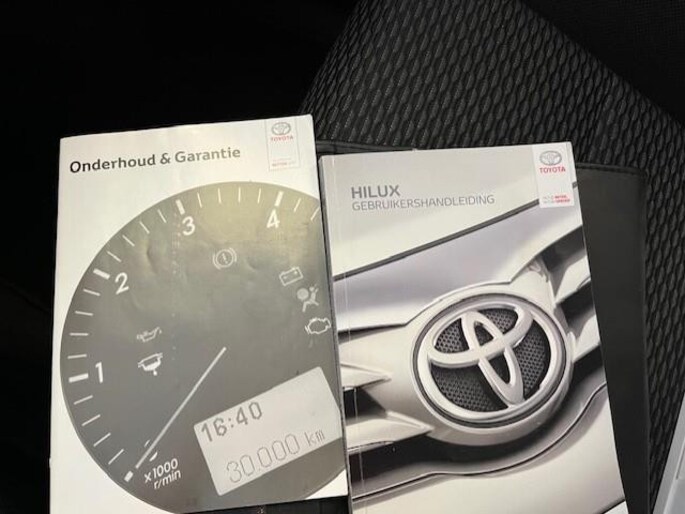 TOYOTA
Onderhoud & Garantie
4
3
2
1
x1000
r/min
16:40
30.000 km
TOYOTA
HILUX
GEBRUIKERSHANDLEIDING